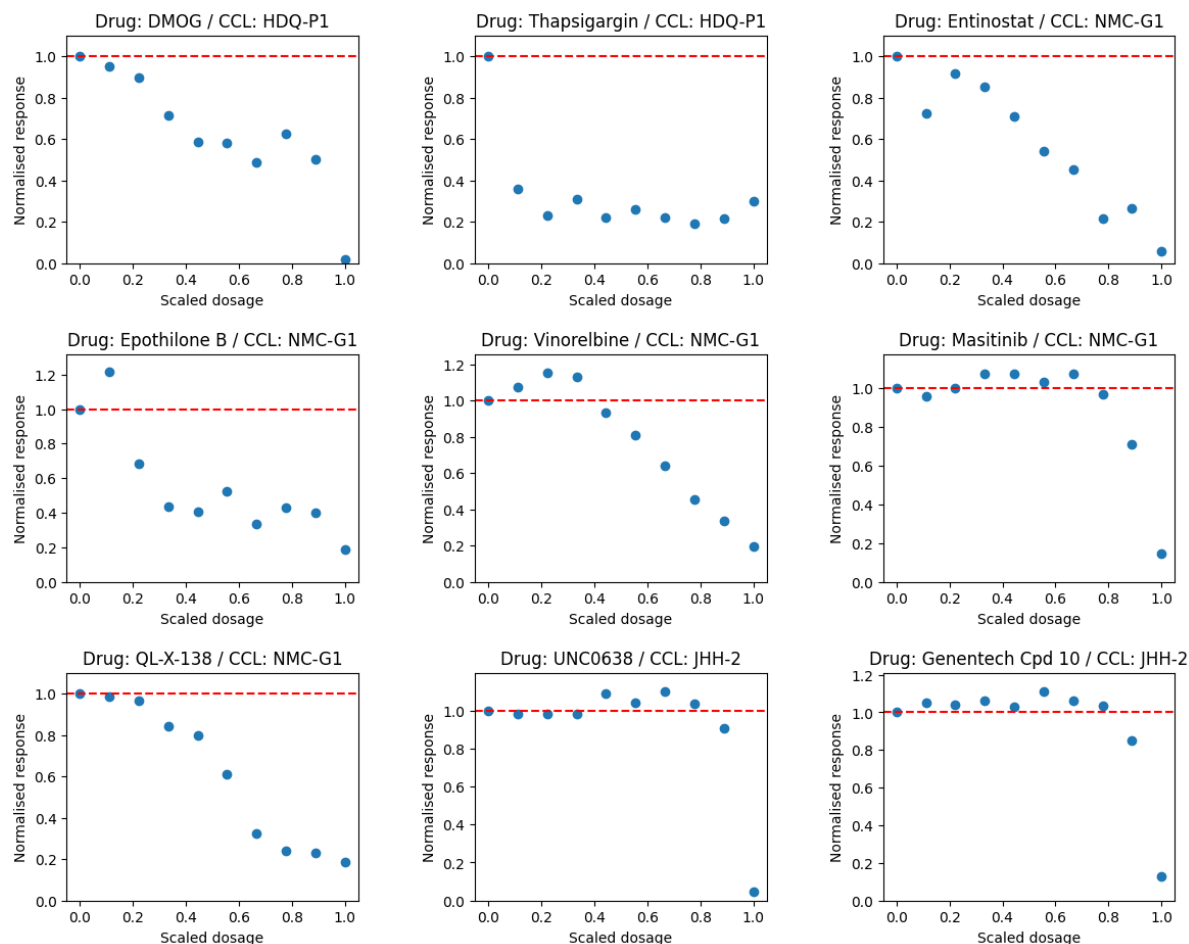 Drug: DMOG / CCL: HDQ-P1
Normalised response
1.0
0.8
0.6
0.4
0.2
0.0
0.0 0.2 0.4 0.6 0.8 1.0
Scaled dosage
Drug: Thapsigargin / CCL: HDQ-P1
Normalised response
1.0
0.8
0.6
0.4
0.2
0.0
0.0 0.2 0.4 0.6 0.8 1.0
Scaled dosage
Drug: Entinostat / CCL: NMC-G1
Normalised response
1.0
0.8
0.6
0.4
0.2
0.0
0.0 0.2 0.4 0.6 0.8 1.0
Scaled dosage
Drug: Epothilone B / CCL: NMC-G1
Normalised response
1.2
1.0
0.8
0.6
0.4
0.2
0.0
0.0 0.2 0.4 0.6 0.8 1.0
Scaled dosage
Drug: Vinorelbine / CCL: NMC-G1
Normalised response
1.2
1.0
0.8
0.6
0.4
0.2
0.0
0.0 0.2 0.4 0.6 0.8 1.0
Scaled dosage
Drug: Masitinib / CCL: NMC-G1
Normalised response
1.0
0.8
0.6
0.4
0.2
0.0
0.0 0.2 0.4 0.6 0.8 1.0
Scaled dosage
Drug: QL-X-138 / CCL: NMC-G1
Normalised response
1.0
0.8
0.6
0.4
0.2
0.0
0.0 0.2 0.4 0.6 0.8 1.0
Scaled dosage
Drug: UNC0638 / CCL: JHH-2
Normalised response
1.0
0.8
0.6
0.4
0.2
0.0
0.0 0.2 0.4 0.6 0.8 1.0
Scaled dosage
Drug: Genentech Cpd 10 / CCL: JHH-2
Normalised response
1.2
1.0
0.8
0.6
0.4
0.2
0.0
0.0 0.2 0.4 0.6 0.8 1.0
Scaled dosage